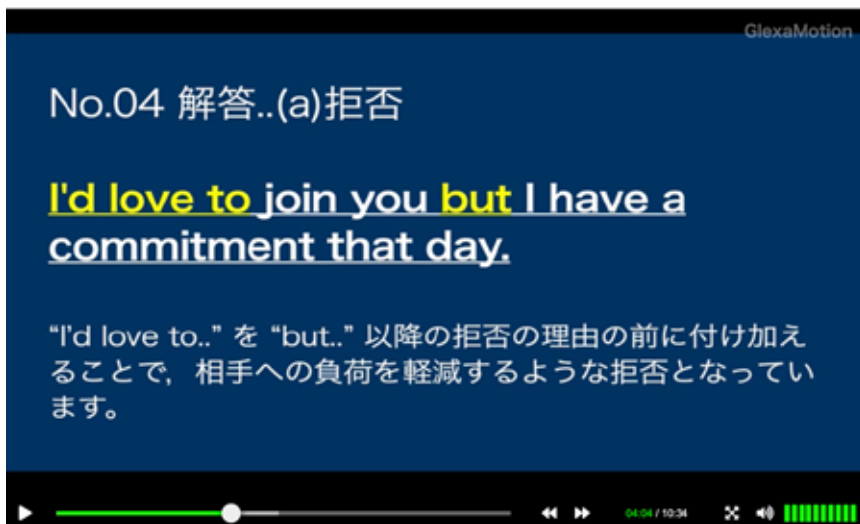 GlexaMotion
No.04 解答..(a)拒否
I'd love to join you but I have a
commitment that day.
“I'd love to..” を “but..” 以降の拒否の理由の前に付け加え
ることで，相手への負荷を軽減するような拒否となってい
ます。
04:04 / 10:34